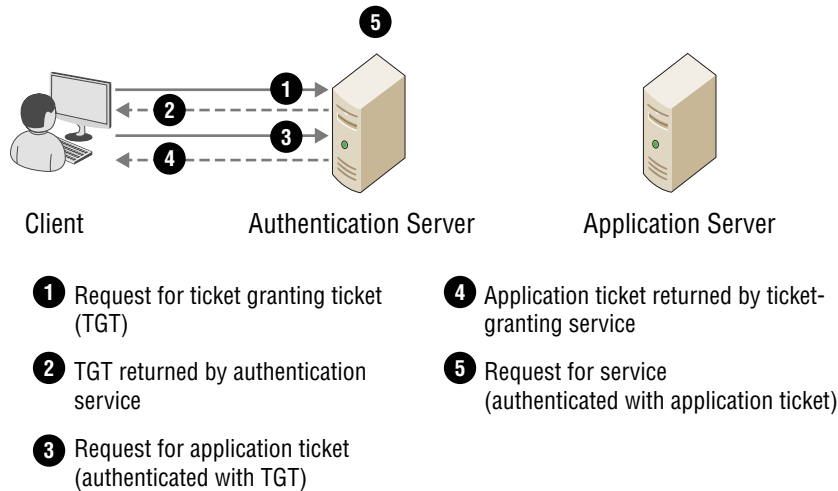 5
1
2
3
4
Client
Authentication Server
Application Server
1 Request for ticket granting ticket
(TGT)
2 TGT returned by authentication
service
3 Request for application ticket
(authenticated with TGT)
4 Application ticket returned by ticket-
granting service
5 Request for service
(authenticated with application ticket)